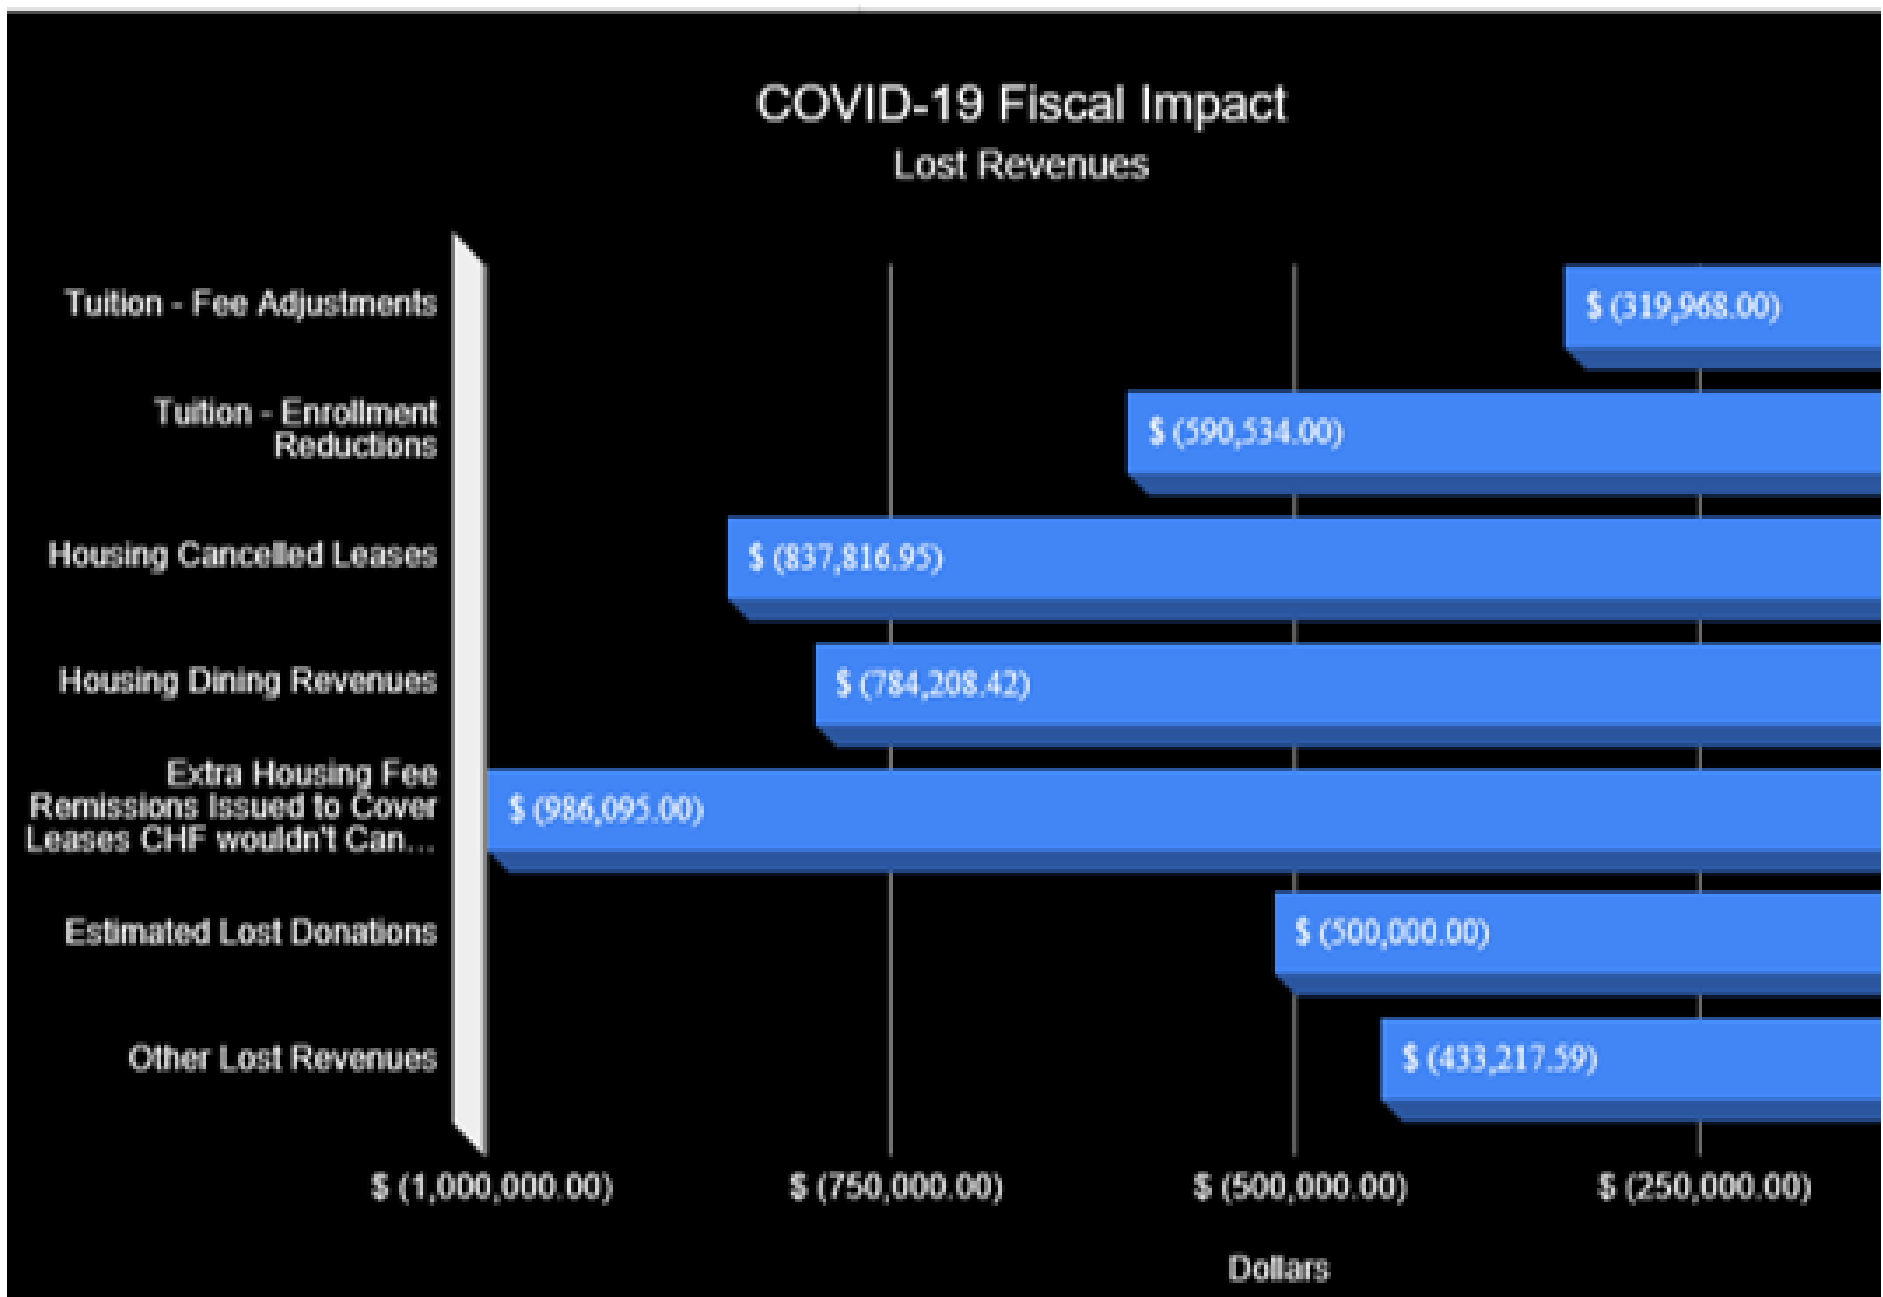 COVID-19 Fiscal Impact
Lost Revenues
Tuition - Fee Adjustments
$ (319,968.00)
Tuition - Enrollment
Reductions
$ (590,534.00)
Housing Cancelled Leases
$ (837,816.95)
Housing Dining Revenues
$ (784,208.42)
Extra Housing Fee
Remissions Issued to Cover
Leases CHF wouldn't Can...
$ (986,095.00)
Estimated Lost Donations
$ (500,000.00)
Other Lost Revenues
$ (433,217.59)
$ (1,000,000.00)
$ (750,000.00)
$ (500,000.00)
$ (250,000.00)
Dollars